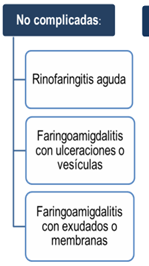 No complicadas:
Rinofaringitis aguda
Faringoamigdalitis
con ulceraciones o
vesículas
Faringoamigdalitis
con exudados o
membranas